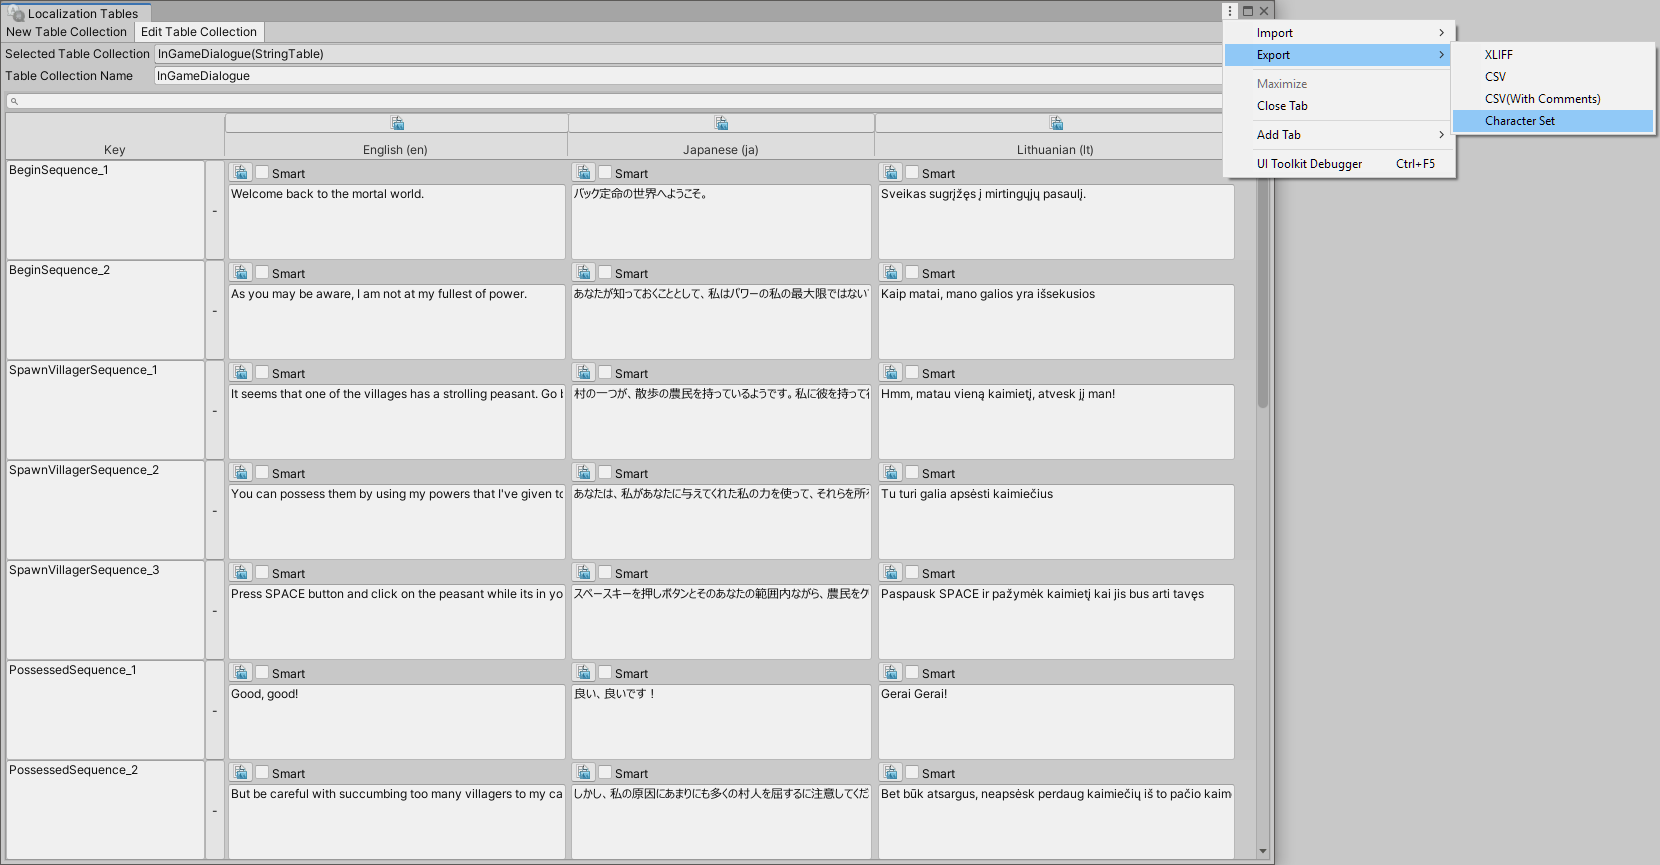 Localization Tables
New Table Collection Edit Table Collection
Selected Table Collection InGameDialogue(StringTable)
Table Collection Name InGameDialogue
Import
Export
Maximize
Close Tab
Add Tab
UI Toolkit Debugger Ctrl+F5
XLIFF
CSV
CSV(With Comments)
Character Set
Key English (en) Japanese (ja) Lithuanian (lt)
BeginSequence_1
- Smart Smart Smart
Welcome back to the mortal world.
バック定命の世界へようこそ。
Sveikas sugrįžęs į mirtingųjų pasaulį.
BeginSequence_2
- Smart Smart Smart
As you may be aware, I am not at my fullest of power.
あなたが知っておくこととして、私はパワーの私の最大限ではない
Kaip matai, mano galios yra išsekusios
SpawnVillagerSequence_1
- Smart Smart Smart
It seems that one of the villages has a strolling peasant. Go
村の一つが、散歩の農民を持っているようです。私に彼を持って
Hmm, matau vieną kaimietį, atvesk jį man!
SpawnVillagerSequence_2
- Smart Smart Smart
You can possess them by using my powers that I've given to
あなたは、私があなたに与えてくれた私の力を使って、それらを所
Tu turi galia apsėsti kaimiečius
SpawnVillagerSequence_3
- Smart Smart Smart
Press SPACE button and click on the peasant while its in yo
スペースキーを押しボタンとそのあなたの範囲内ながら、農民をク
Paspausk SPACE ir pažymėk kaimietį kai jis bus arti tavęs
PossessedSequence_1
- Smart Smart Smart
Good, good!
良い、良いです！
Gerai Gerai!
PossessedSequence_2
- Smart Smart Smart
But be careful with succumbing too many villagers to my ca
しかし、私の原因にあまりにも多くの村人を屈するに注意してくだ
Bet būk atsargus, neapsėsk perdaug kaimiečių iš to pačio kaim